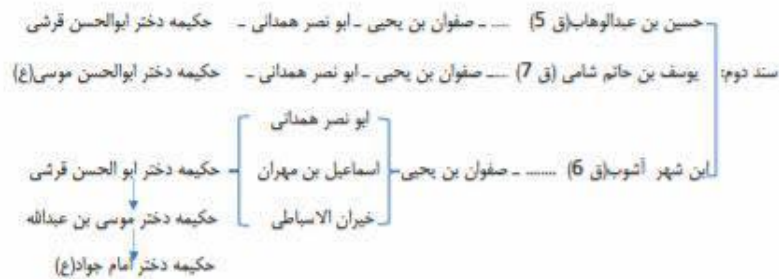 حسین بن عبدالوهاب(ق 5) .... ـ صفوان بن یحیی ـ ابو نصر همدانی ـ حکیمه دختر ابوالحسن قرشی
سند دوم: یوسف بن حاتم شامی (ق 7) .... ـ صفوان بن یحیی ـ ابو نصر همدانی ـ حکیمه دختر ابوالحسن موسی(ع)
ابو نصر همدانی
ابن شهر آشوب(ق 6) ....... ـ صفوان بن یحیی ـ اسماعیل بن مهران ـ حکیمه دختر ابو الحسن قرشی
خیران الاسباطی
حکیمه دختر موسی بن عبدالله
حکیمه دختر امام جواد(ع)